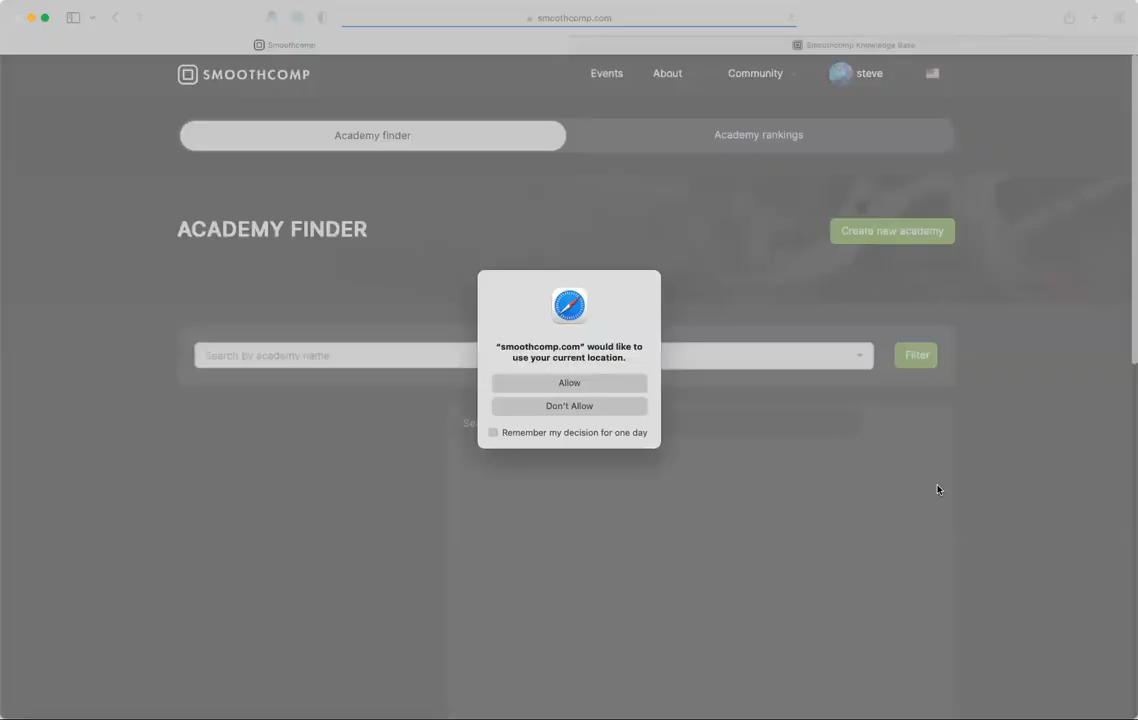 smoothcomp.com
Smoothcomp
Smoothcomp Knowledge Base
SMOOTHCOMP
Events
About
Community
steve
Academy finder
Academy rankings
ACADEMY FINDER
Create new academy
"smoothcomp.com" would like to
use your current location.
Search by academy name
Filter
Allow
Don't Allow
Remember my decision for one day